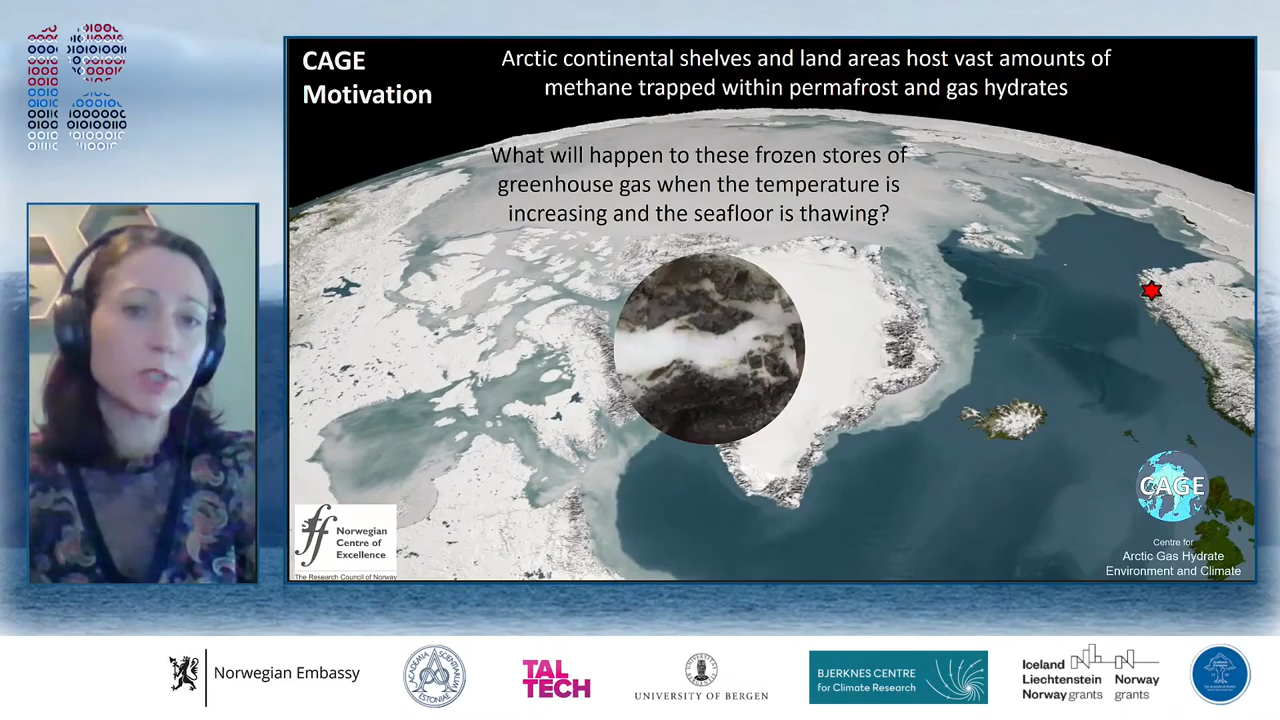 CAGE
Motivation
Arctic continental shelves and land areas host vast amounts of
methane trapped within permafrost and gas hydrates
What will happen to these frozen stores of
greenhouse gas when the temperature is
increasing and the seafloor is thawing?
ff
Norwegian
Centre of
Excellence
The Research Council of Norway
CAGE
Centre for
Arctic Gas Hydrate
Environment and Climate
Norwegian Embassy
TAL
TECH
UNIVERSITY OF BERGEN
BJERKNES CENTRE
for Climate Research
Iceland
Liechtenstein
Norway grants
Norway
grants